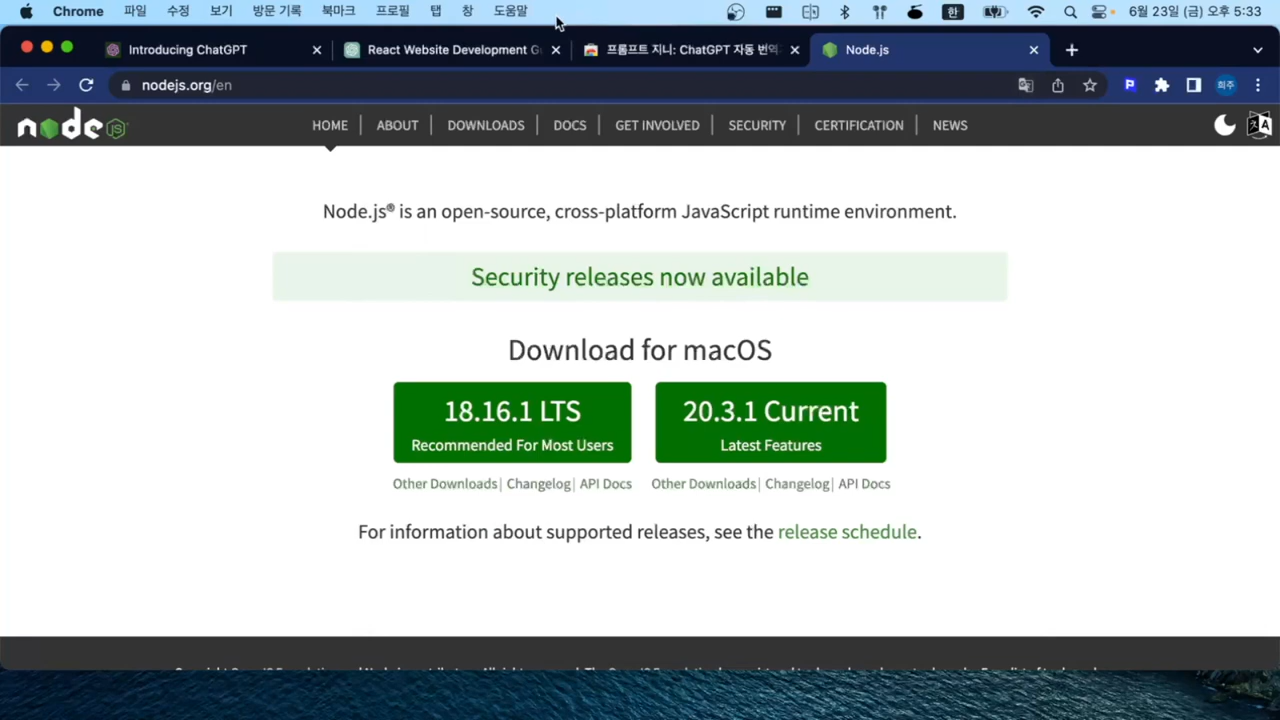 Chrome 파일 수정 보기 방문 기록 북마크 프로필 탭 창 도움말 한 6월 23일 (금) 오후 5:33
Introducing ChatGPT React Website Development G 프롬프트 지니: ChatGPT 자동 번역 Node.js
nodejs.org/en 희주
node JS HOME ABOUT DOWNLOADS DOCS GET INVOLVED SECURITY CERTIFICATION NEWS
Node.js® is an open-source, cross-platform JavaScript runtime environment.
Security releases now available
Download for macOS
18.16.1 LTS 20.3.1 Current
Recommended For Most Users Latest Features
Other Downloads | Changelog | API Docs Other Downloads | Changelog | API Docs
For information about supported releases, see the release schedule.